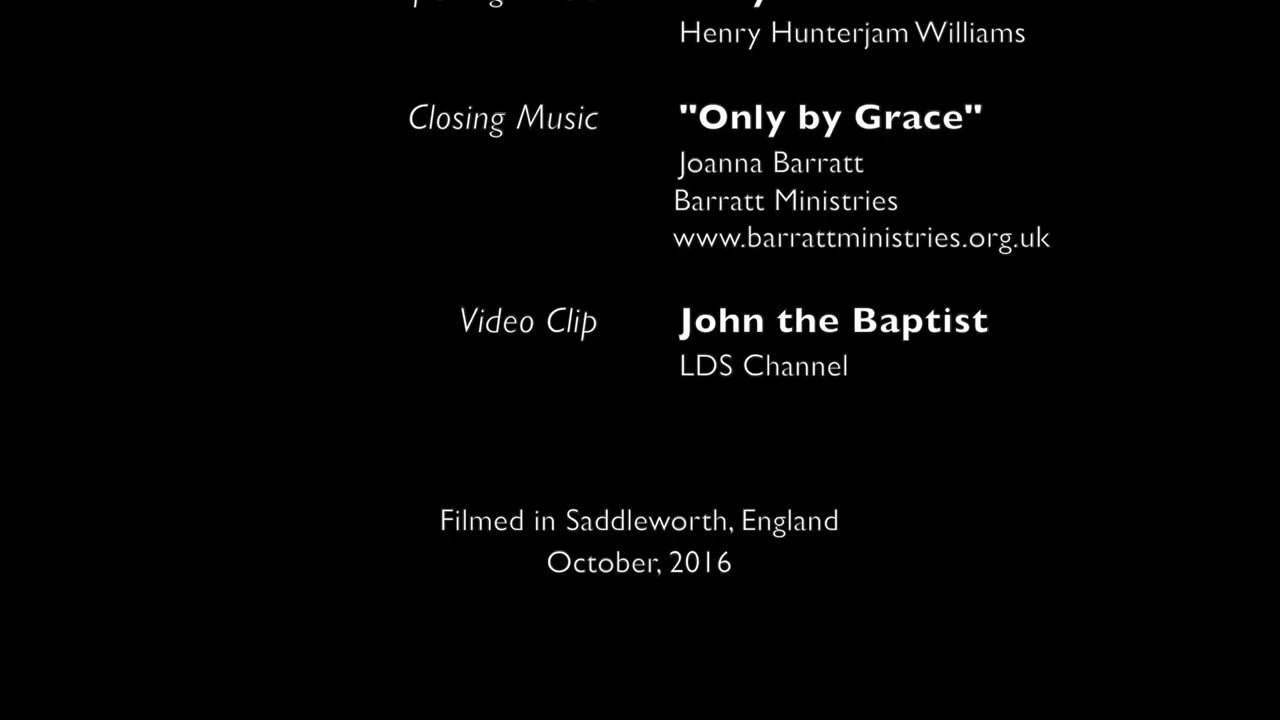 Henry Hunterjam Williams
Closing Music "Only by Grace"
Joanna Barratt
Barratt Ministries
www.barrattministries.org.uk
Video Clip John the Baptist
LDS Channel
Filmed in Saddleworth, England
October, 2016